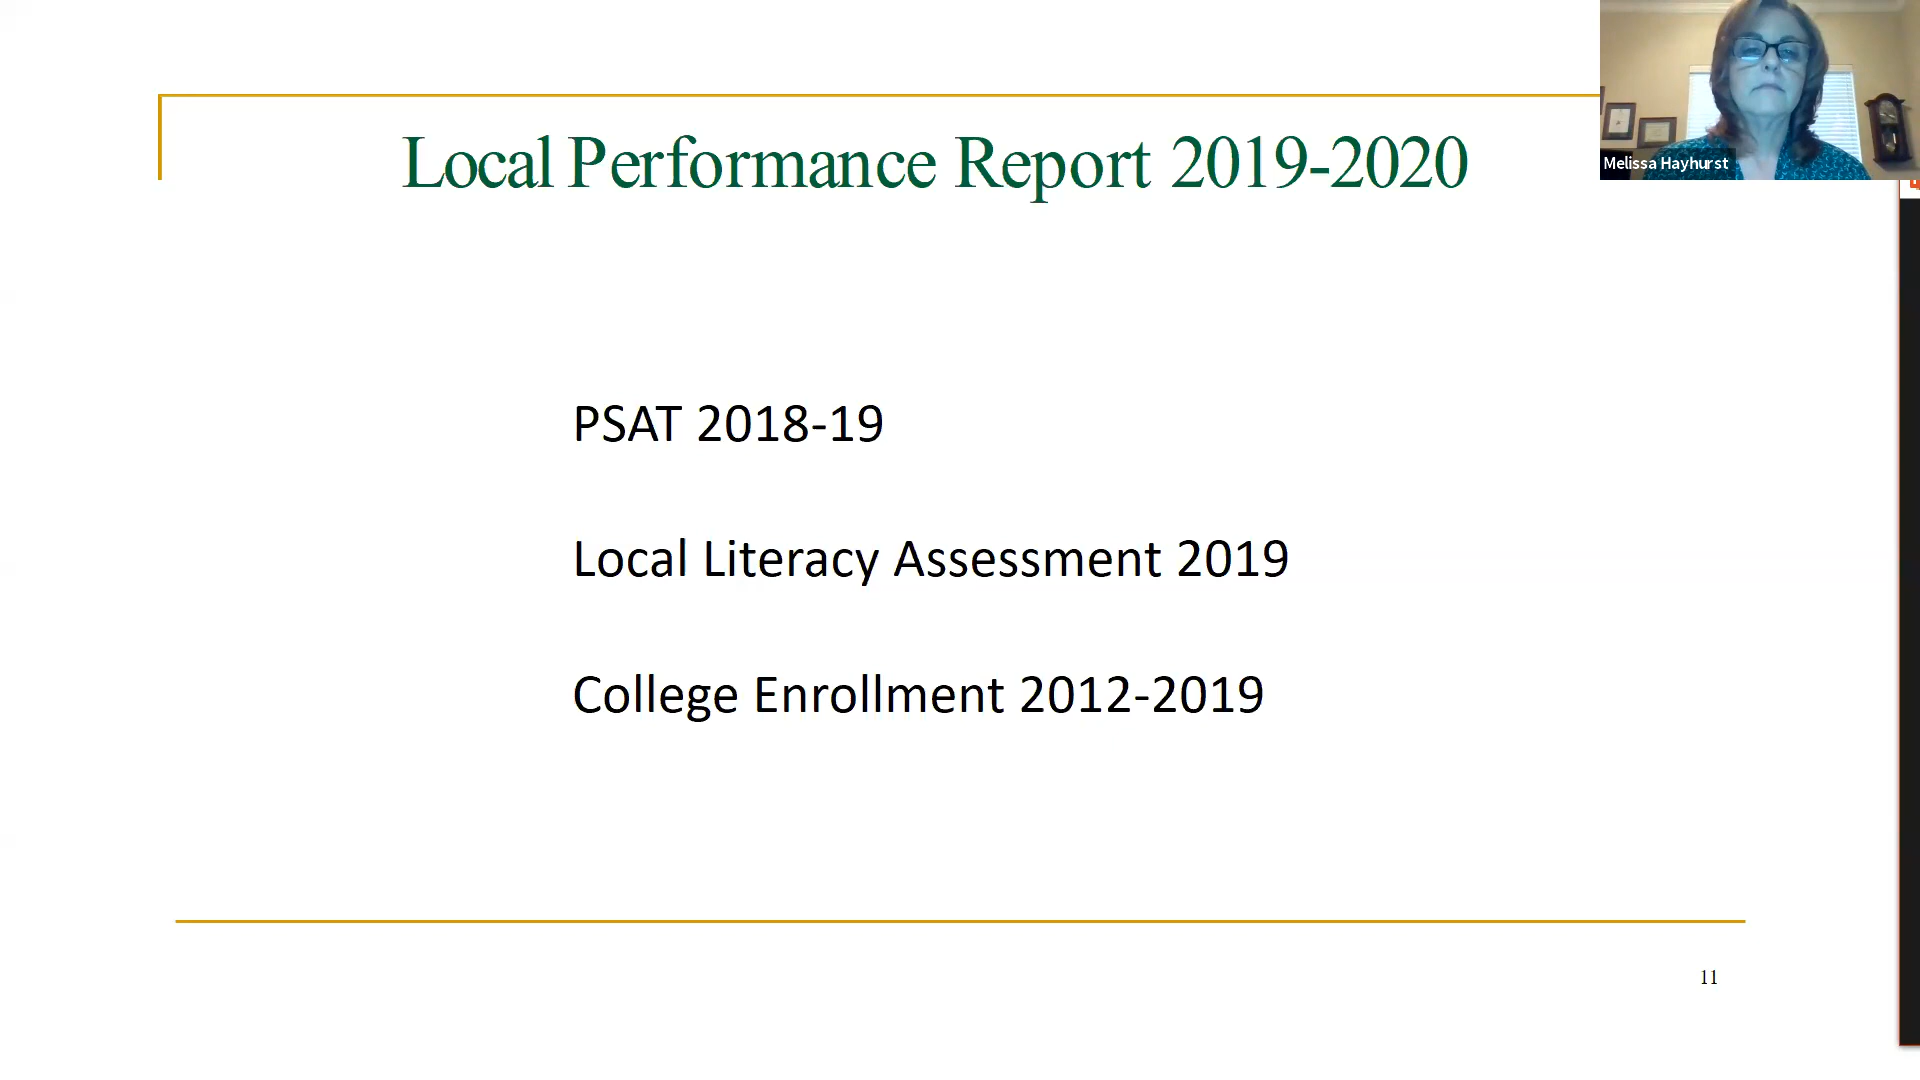 Local Performance Report 2019-2020
Melissa Hayhurst
PSAT 2018-19
Local Literacy Assessment 2019
College Enrollment 2012-2019
11